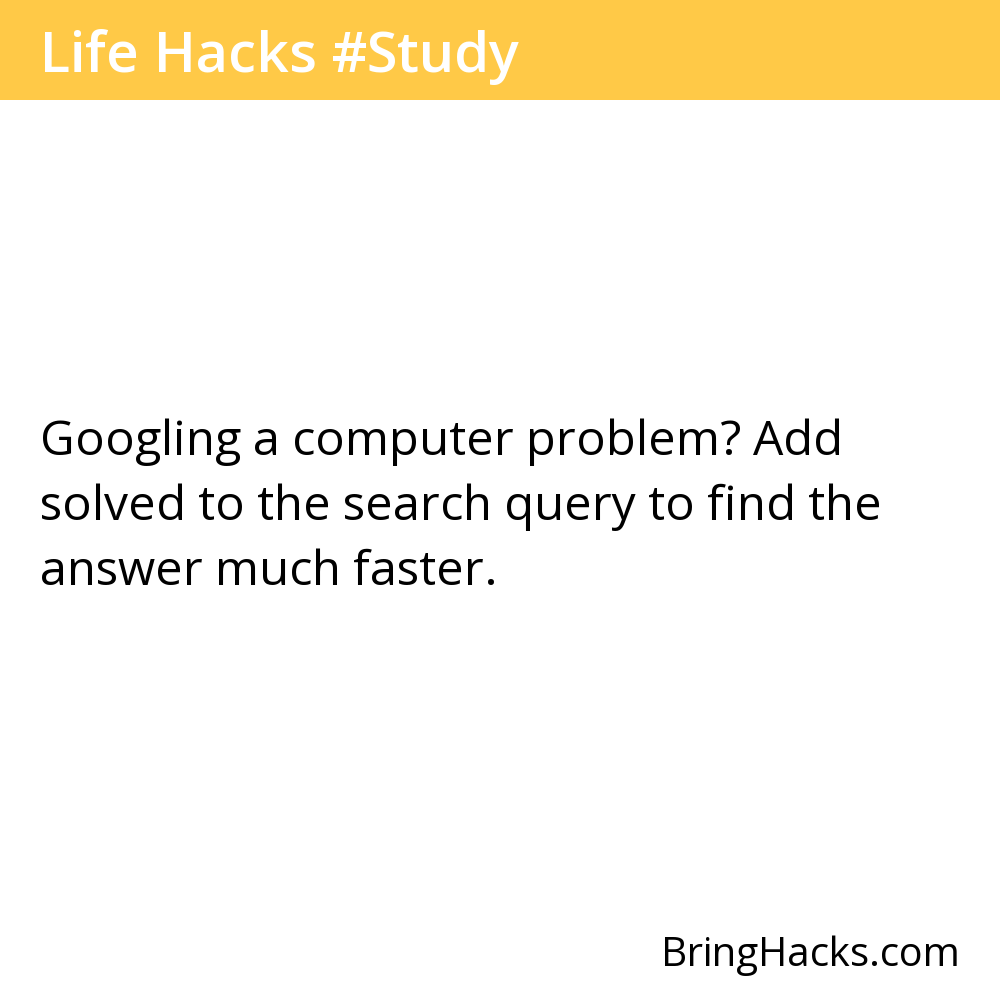 Life Hacks #Study
Googling a computer problem? Add
solved to the search query to find the
answer much faster.
BringHacks.com